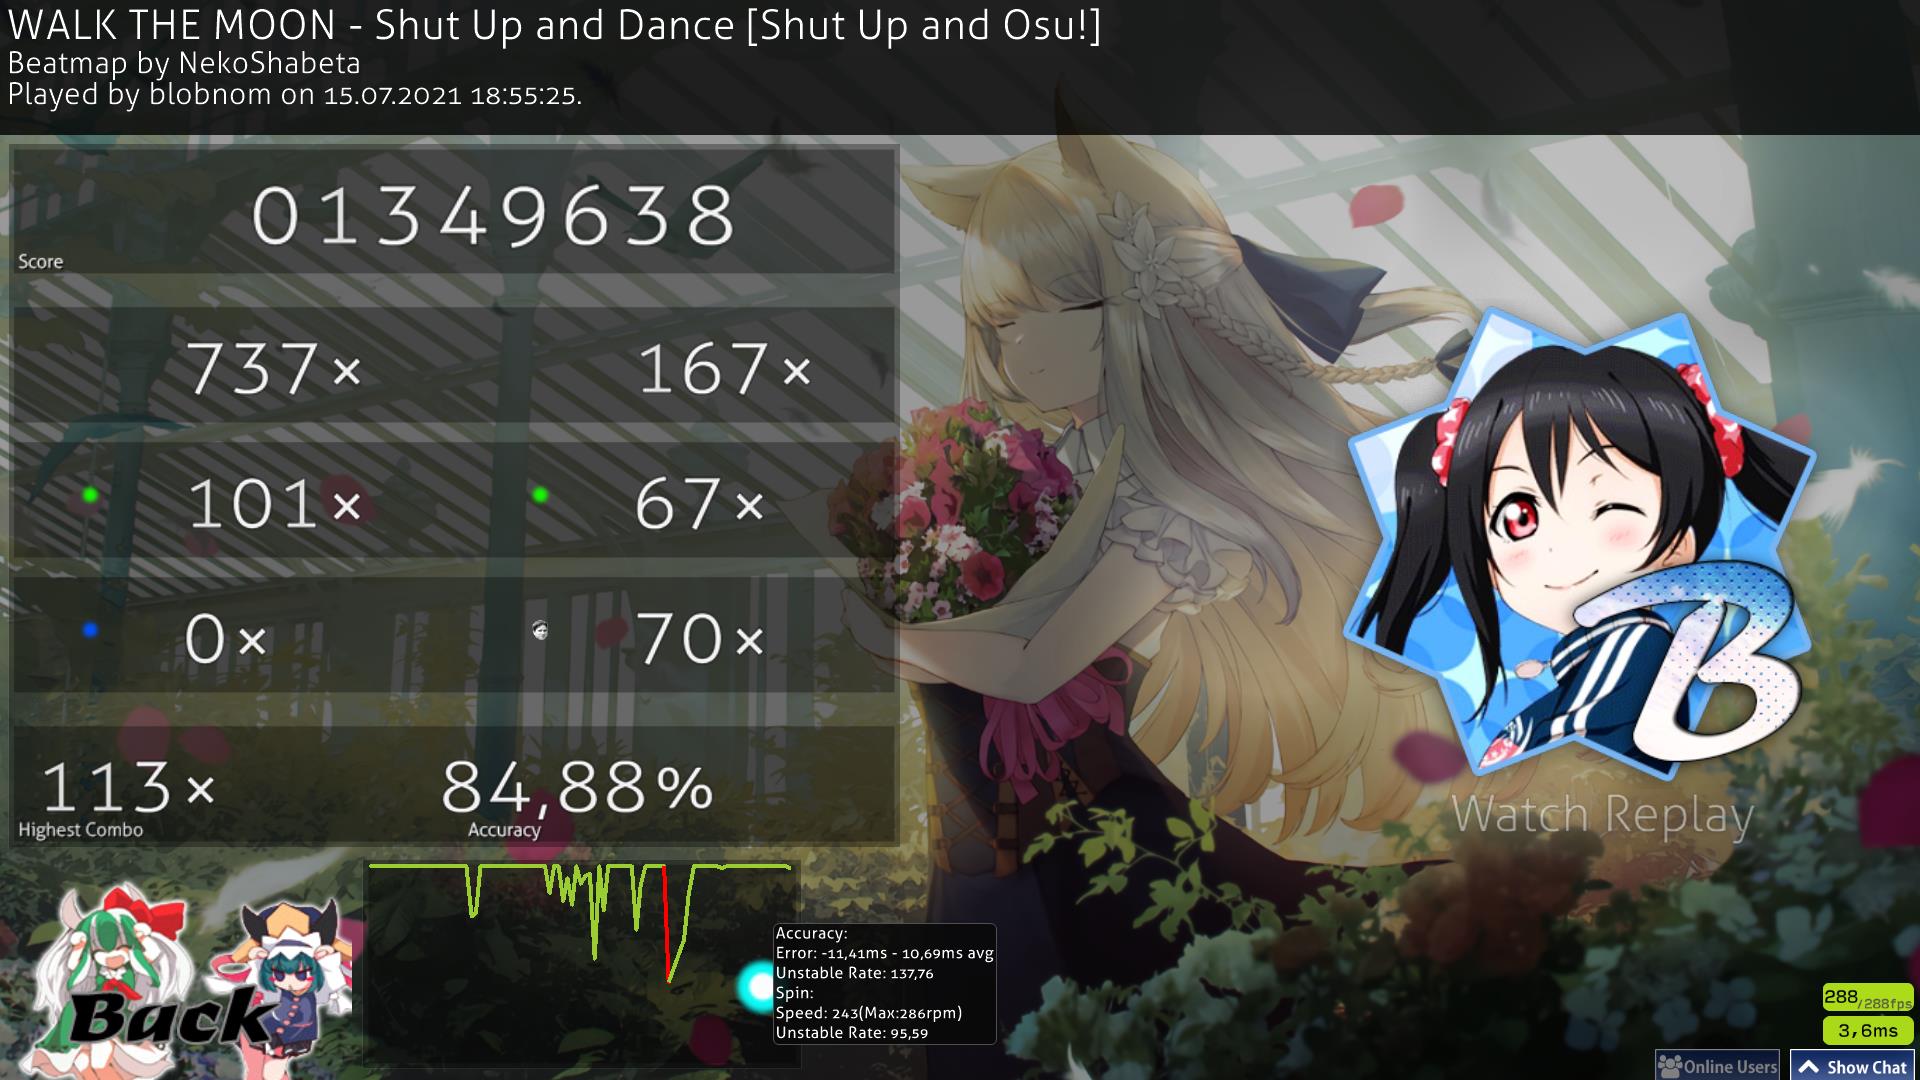 WALK THE MOON - Shut Up and Dance [Shut Up and Osu!]
Beatmap by NekoShabeta
Played by blobnom on 15.07.2021 18:55:25.
01349638
Score
737× 167×
101× 67×
0× 70×
113× 84,88%
Highest Combo Accuracy
B
Watch Replay
Back
Accuracy:
Error: -11,41ms - 10,69ms avg
Unstable Rate: 137,76
Spin:
Speed: 243(Max:286rpm)
Unstable Rate: 95,59
288/288fps
3,6ms
Online Users Show Chat